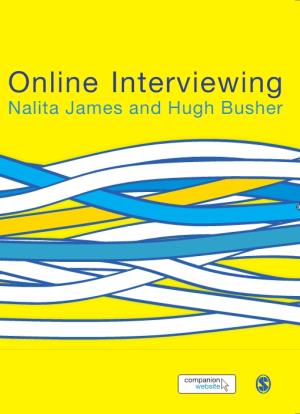 Online Interviewing
Nalita James and Hugh Busher
companion
website
S